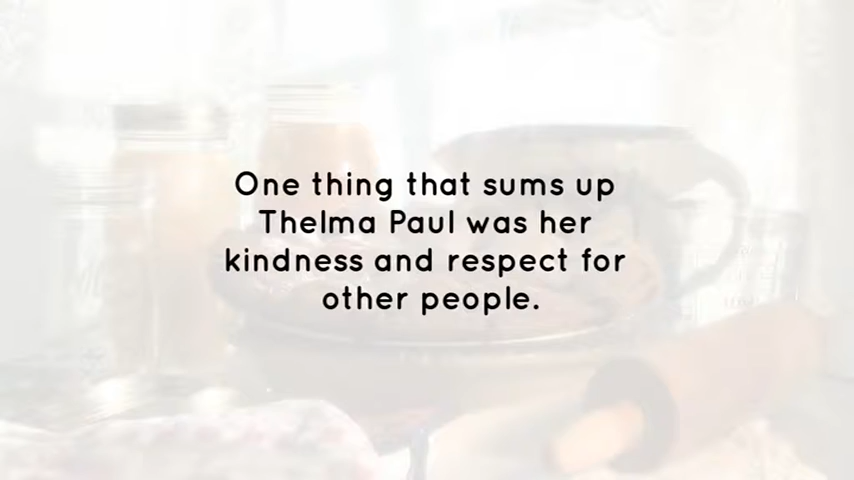 One thing that sums up
Thelma Paul was her
kindness and respect for
other people.